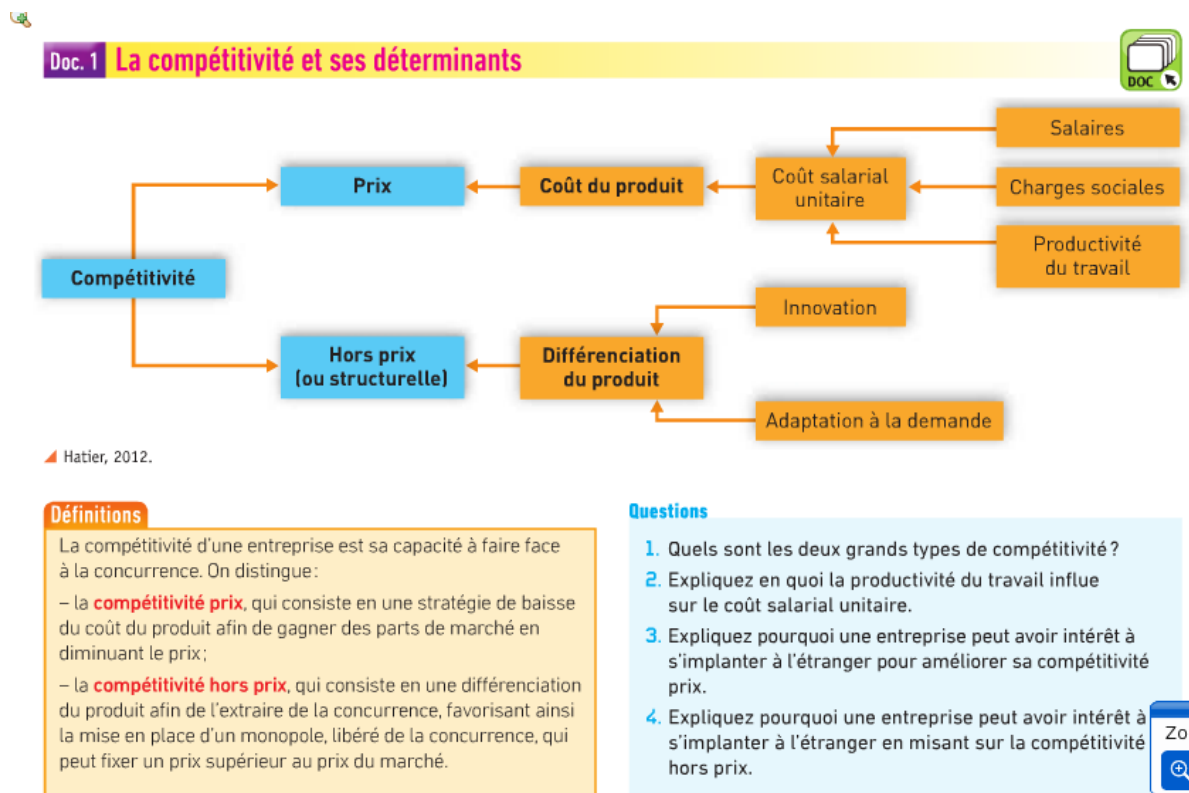 Doc. 1 La compétitivité et ses déterminants
DOC
Salaires
Prix
Coût du produit
Coût salarial
unitaire
Charges sociales
Productivité
du travail
Compétitivité
Innovation
Hors prix
(ou structurelle)
Différenciation
du produit
Adaptation à la demande
Hatier, 2012.
Définitions
La compétitivité d'une entreprise est sa capacité à faire face
à la concurrence. On distingue :
– la compétitivité prix, qui consiste en une stratégie de baisse
du coût du produit afin de gagner des parts de marché en
diminuant le prix ;
– la compétitivité hors prix, qui consiste en une différenciation
du produit afin de l'extraire de la concurrence, favorisant ainsi
la mise en place d'un monopole, libéré de la concurrence, qui
peut fixer un prix supérieur au prix du marché.
Questions
1. Quels sont les deux grands types de compétitivité ?
2. Expliquez en quoi la productivité du travail influe
sur le coût salarial unitaire.
3. Expliquez pourquoi une entreprise peut avoir intérêt à
s'implanter à l'étranger pour améliorer sa compétitivité
prix.
4. Expliquez pourquoi une entreprise peut avoir intérêt à
s'implanter à l'étranger en misant sur la compétitivité
hors prix.
Zo